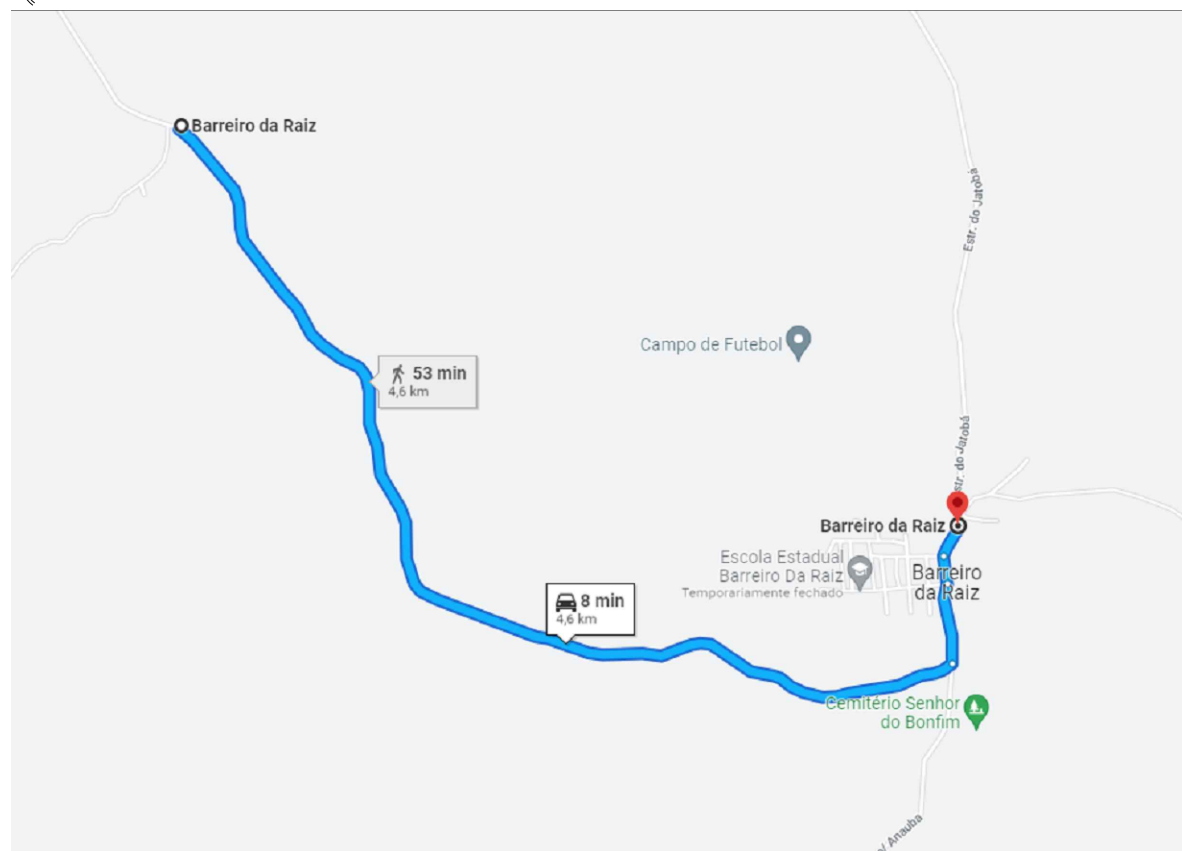 Barreiro da Raiz
Estr. do Jatobá
Campo de Futebol
53 min
4,6 km
str. do Jatobá
Barreiro da Raiz
Escola Estadual
Barreiro Da Raiz
Temporariamente fechado
Barreiro
da Raiz
8 min
4,6 km
Cemitério Senhor
do Bonfim
/ Anauba